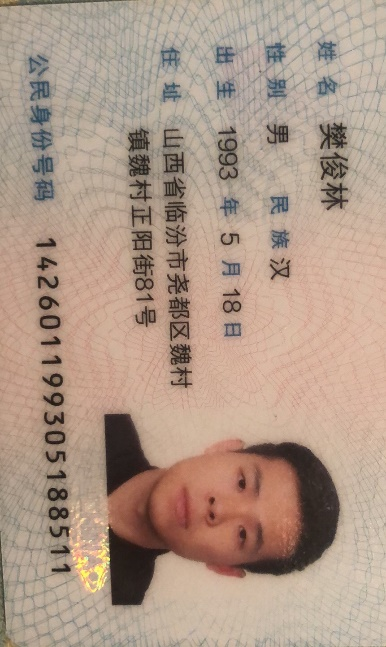 姓名 樊俊林
性别 男 民族 汉
出生 1993 年 5 月 18 日
住址 山西省临汾市尧都区魏村
镇魏村正阳街81号
公民身份号码 142601199305188511